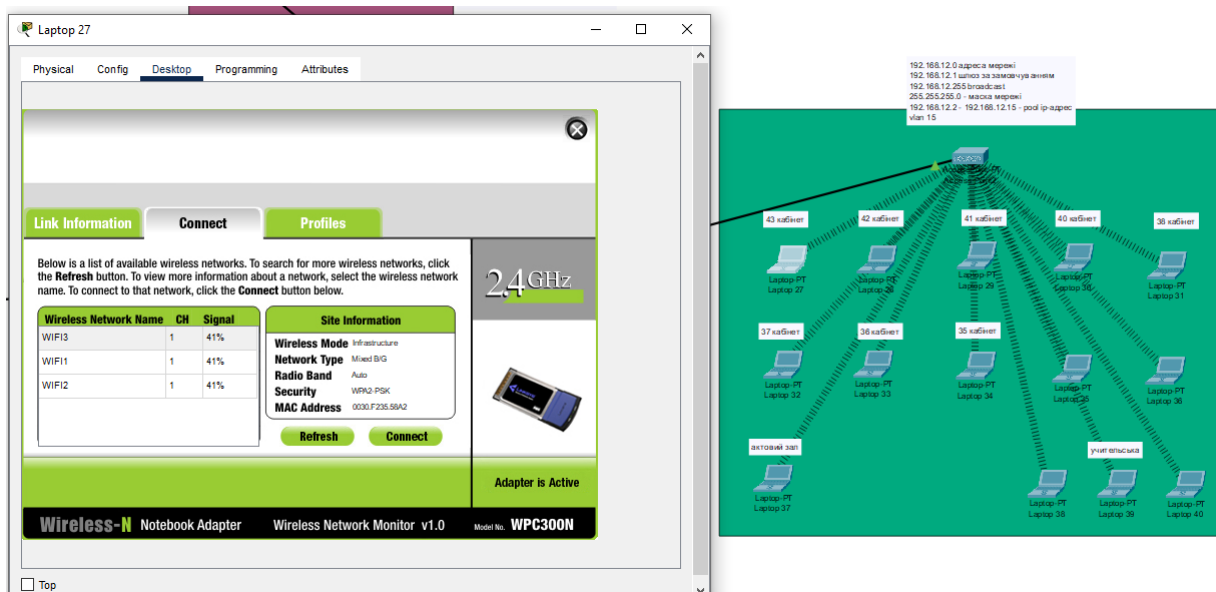 Laptop 27
Physical Config Desktop Programming Attributes
Link Information Connect Profiles
Below is a list of available wireless networks. To search for more wireless networks, click
the Refresh button. To view more information about a network, select the wireless network
name. To connect to that network, click the Connect button below.
2,4GHz
Wireless Network Name CH Signal
WIFI3 1 41%
WIFI1 1 41%
WIFI2 1 41%
Site Information
Wireless Mode Infrastructure
Network Type Mixed B/G
Radio Band Auto
Security WPA2-PSK
MAC Address 0030.F235.58A2
Refresh Connect
Adapter is Active
Wireless-N Notebook Adapter Wireless Network Monitor v1.0 Model No. WPC300N
Top
192.168.12.0 адреса мережі
192.168.12.1 шлюз за замовчуванням
192.168.12.255 broadcast
255.255.255.0 - маска мережі
192.168.12.2 - 192.168.12.15 - pool ip-адрес
vlan 15
43 кабінет 42 кабінет 41 кабінет 40 кабінет 38 кабінет
Laptop-PT Laptop-PT Laptop-PT Laptop-PT Laptop-PT
Laptop 27 Laptop 29 Laptop 30 Laptop 31
37 кабінет 36 кабінет 35 кабінет
Laptop-PT Laptop-PT Laptop-PT Laptop-PT Laptop-PT
Laptop 32 Laptop 33 Laptop 34 Laptop 35 Laptop 36
актовий зал учительська
Laptop-PT Laptop-PT Laptop-PT Laptop-PT
Laptop 37 Laptop 38 Laptop 39 Laptop 40